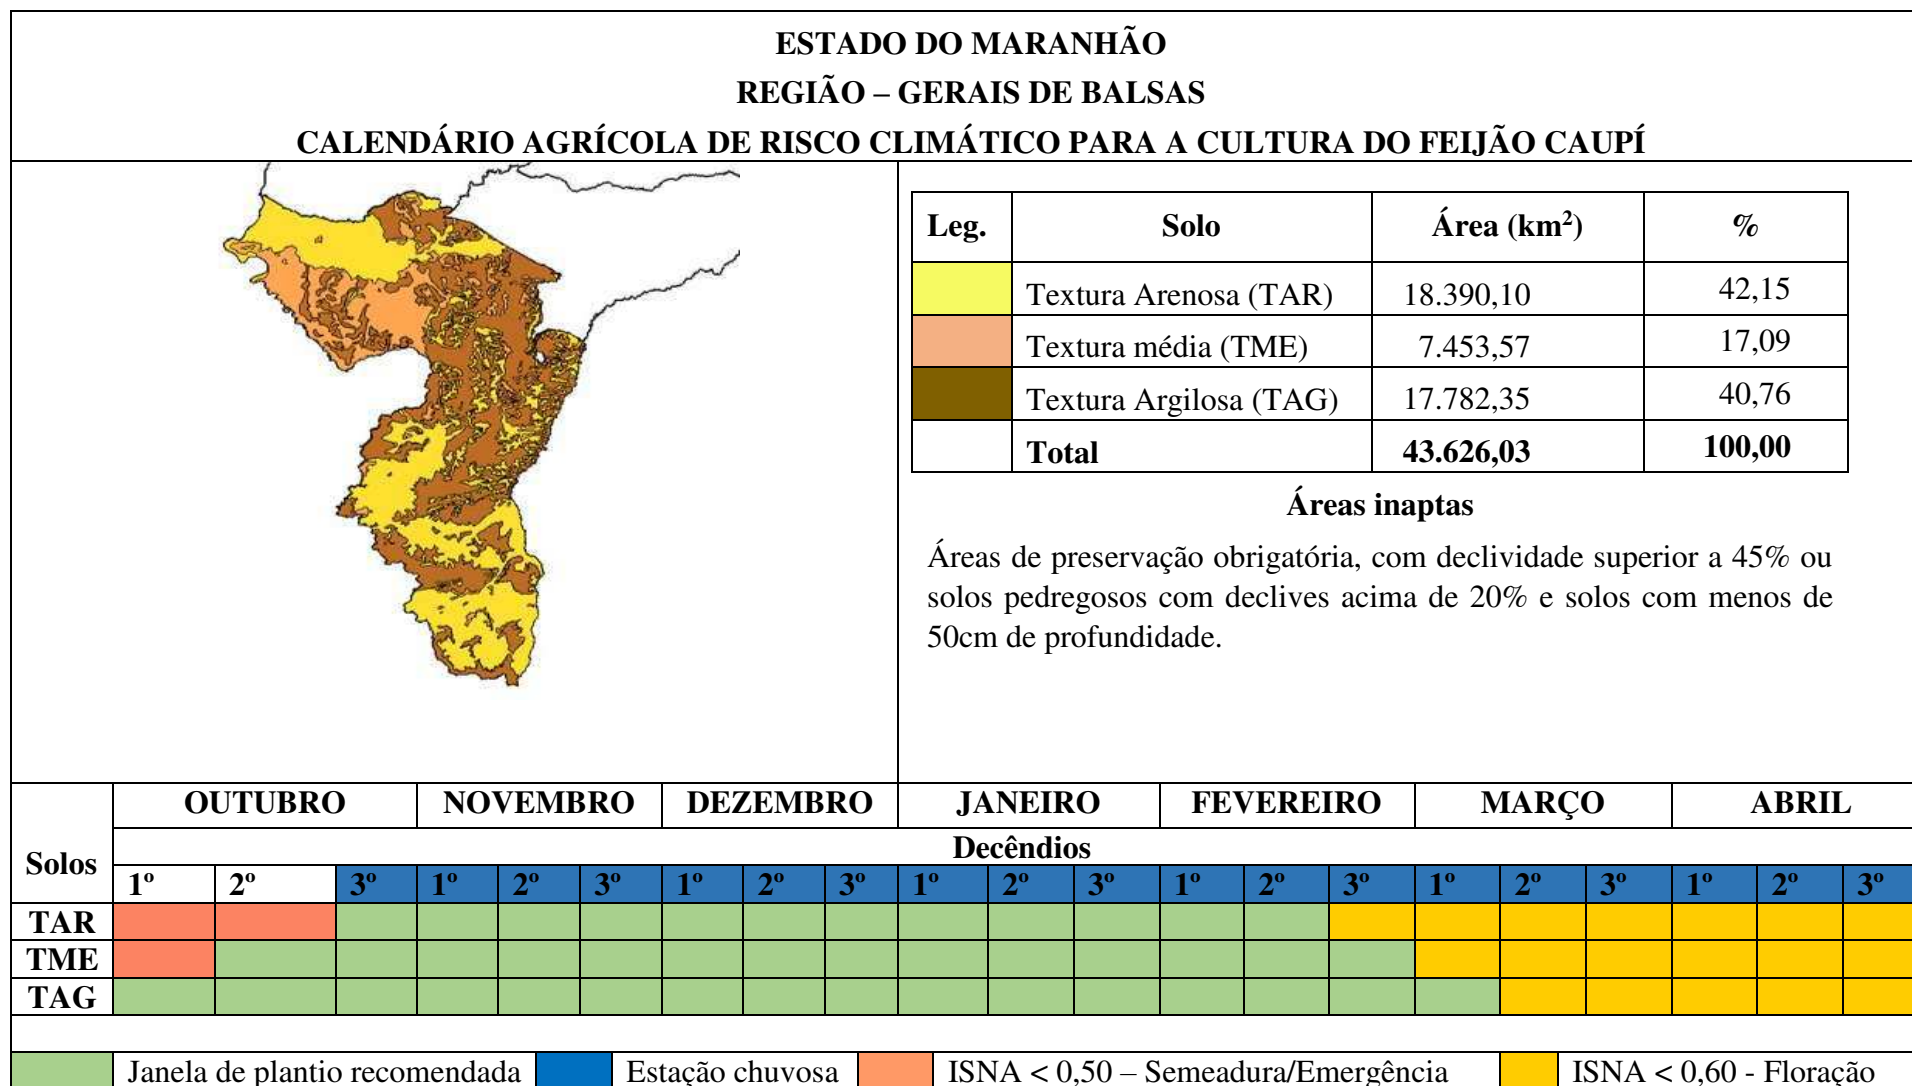 ESTADO DO MARANHÃO
REGIÃO – GERAIS DE BALSAS
CALENDÁRIO AGRÍCOLA DE RISCO CLIMÁTICO PARA A CULTURA DO FEIJÃO CAUPÍ
Leg. Solo Área (km²) %
Textura Arenosa (TAR) 18.390,10 42,15
Textura média (TME) 7.453,57 17,09
Textura Argilosa (TAG) 17.782,35 40,76
Total 43.626,03 100,00
Áreas inaptas
Áreas de preservação obrigatória, com declividade superior a 45% ou
solos pedregosos com declives acima de 20% e solos com menos de
50cm de profundidade.
Solos OUTUBRO NOVEMBRO DEZEMBRO JANEIRO FEVEREIRO MARÇO ABRIL
Decêndios
1º 2º 3º 1º 2º 3º 1º 2º 3º 1º 2º 3º 1º 2º 3º 1º 2º 3º 1º 2º 3º
TAR
TME
TAG
Janela de plantio recomendada Estação chuvosa ISNA < 0,50 – Semeadura/Emergência ISNA < 0,60 - Floração